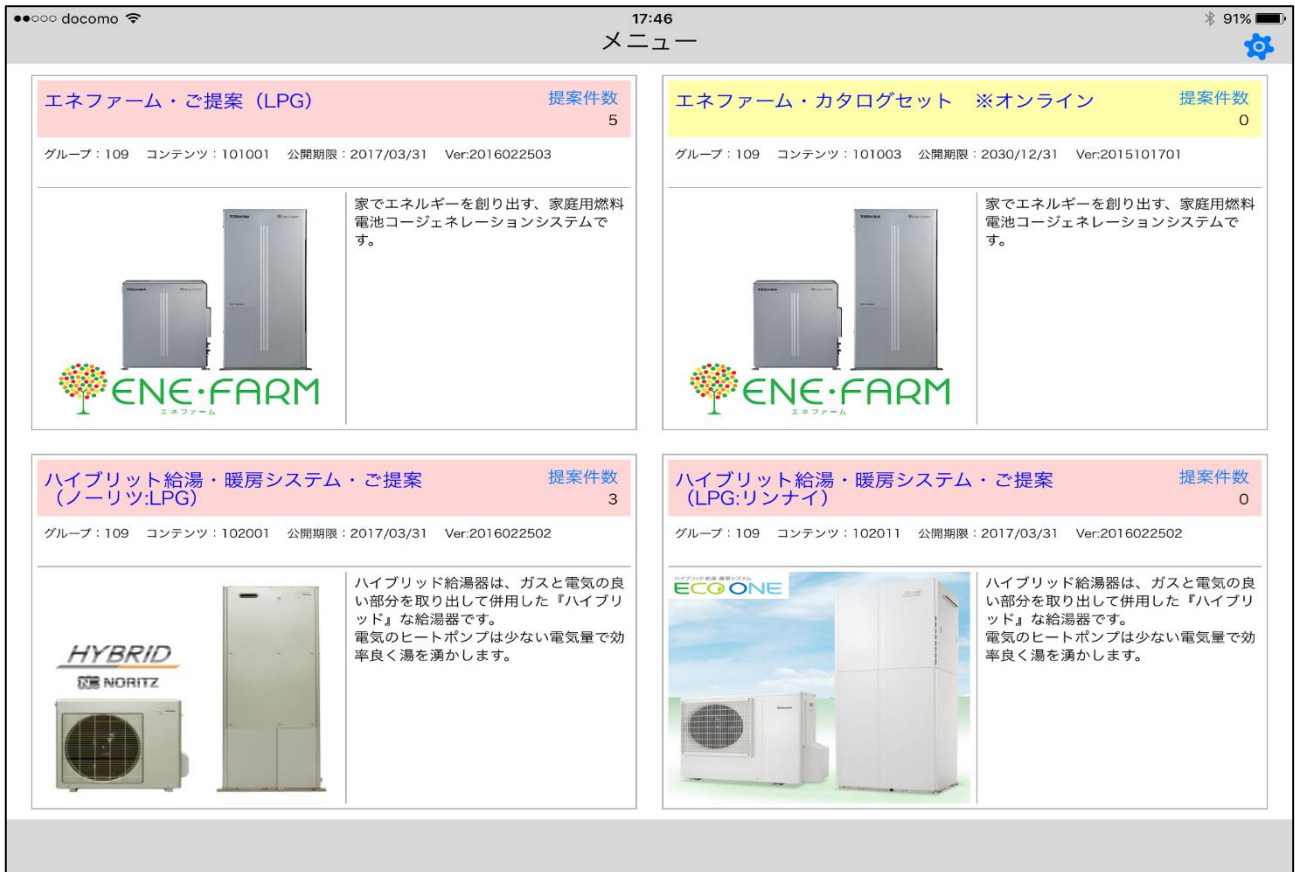 ●●○○○ docomo 17:46 91%
メニュー
エネファーム・ご提案（LPG） 提案件数
5
グループ：109 コンテンツ：101001 公開期限：2017/03/31 Ver:2016022503
家でエネルギーを創り出す、家庭用燃料
電池コージェネレーションシステムで
す。
TOSHIBA
TOSHIBA
ENE・FARM
エネファーム
エネファーム・カタログセット　※オンライン 提案件数
0
グループ：109 コンテンツ：101003 公開期限：2030/12/31 Ver:2015101701
家でエネルギーを創り出す、家庭用燃料
電池コージェネレーションシステムで
す。
TOSHIBA
TOSHIBA
ENE・FARM
エネファーム
ハイブリット給湯・暖房システム・ご提案 提案件数
（ノーリツ:LPG） 3
グループ：109 コンテンツ：102001 公開期限：2017/03/31 Ver:2016022502
ハイブリッド給湯器は、ガスと電気の良
い部分を取り出して併用した『ハイブリ
ッド』な給湯器です。
電気のヒートポンプは少ない電気量で効
率良く湯を湧かします。
HYBRID
NORITZ
ハイブリット給湯・暖房システム・ご提案 提案件数
（LPG:リンナイ） 0
グループ：109 コンテンツ：102011 公開期限：2017/03/31 Ver:2016022502
ハイブリッド給湯・暖房システム
ECO ONE
ハイブリッド給湯器は、ガスと電気の良
い部分を取り出して併用した『ハイブリ
ッド』な給湯器です。
電気のヒートポンプは少ない電気量で効
率良く湯を湧かします。